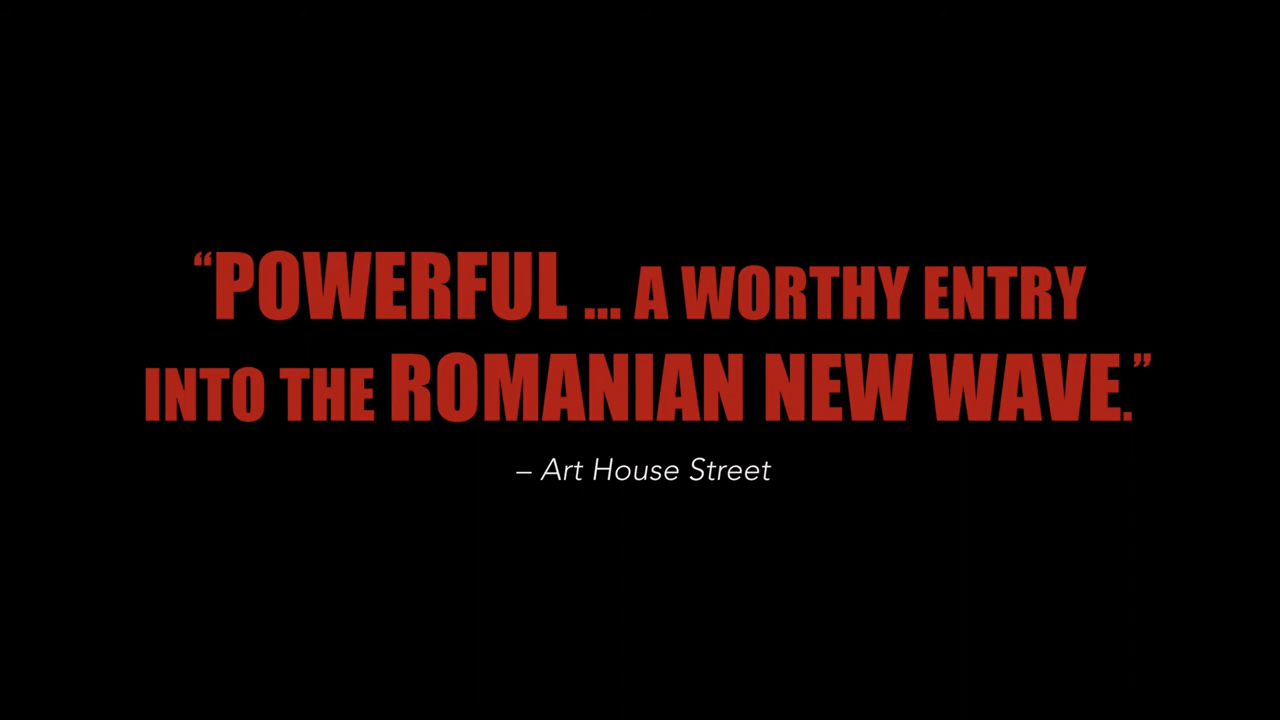 “POWERFUL ... A WORTHY ENTRY
INTO THE ROMANIAN NEW WAVE.”
– Art House Street